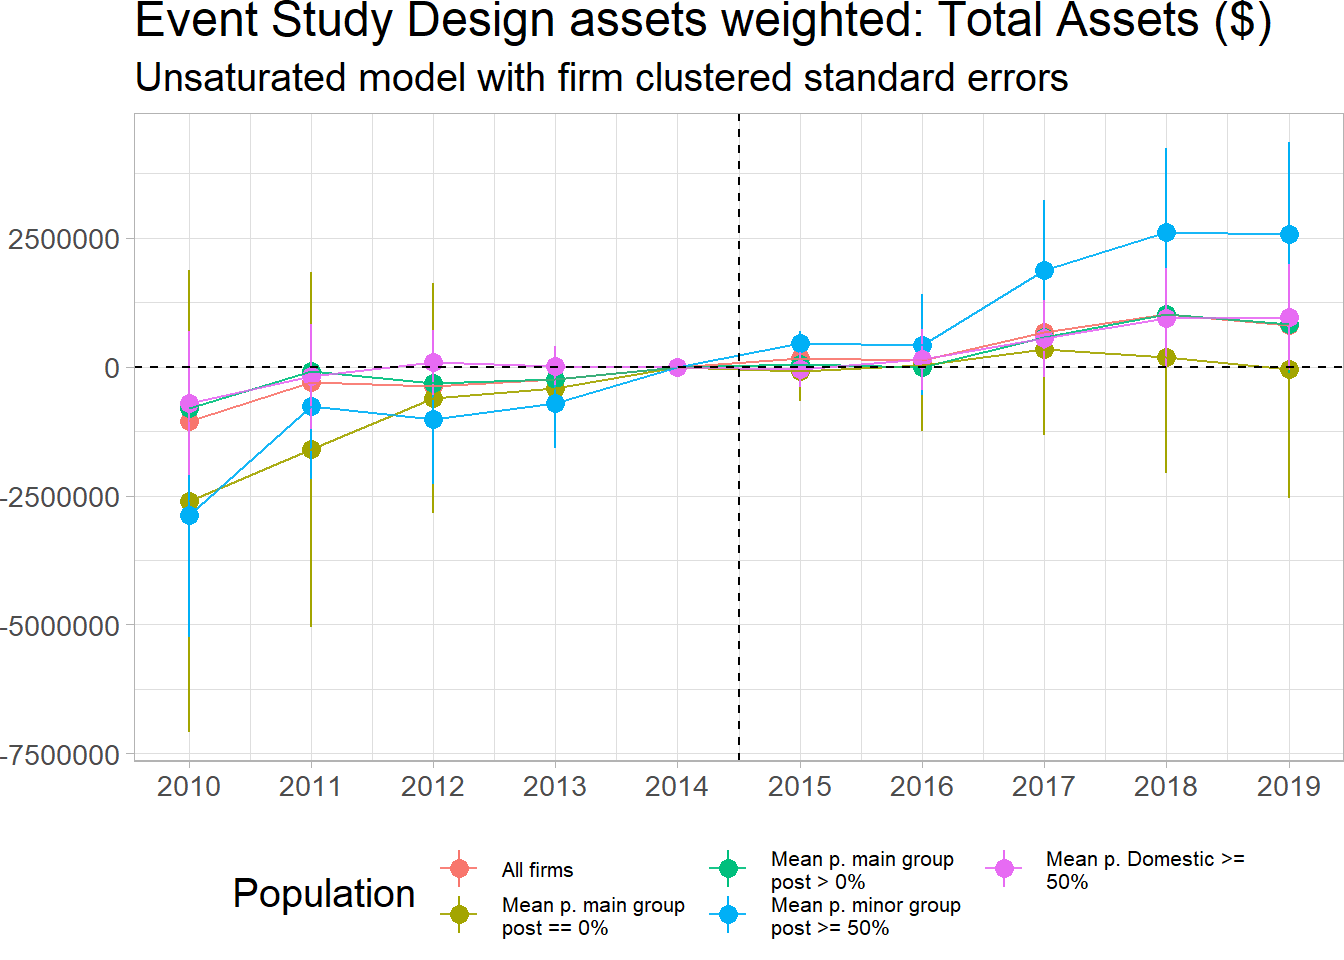 Event Study Design assets weighted: Total Assets ($)
Unsaturated model with firm clustered standard errors
2500000
0
-2500000
-5000000
-7500000
2010 2011 2012 2013 2014 2015 2016 2017 2018 2019
Population
All firms
Mean p. main group
post == 0%
Mean p. main group
post > 0%
Mean p. minor group
post >= 50%
Mean p. Domestic >=
50%